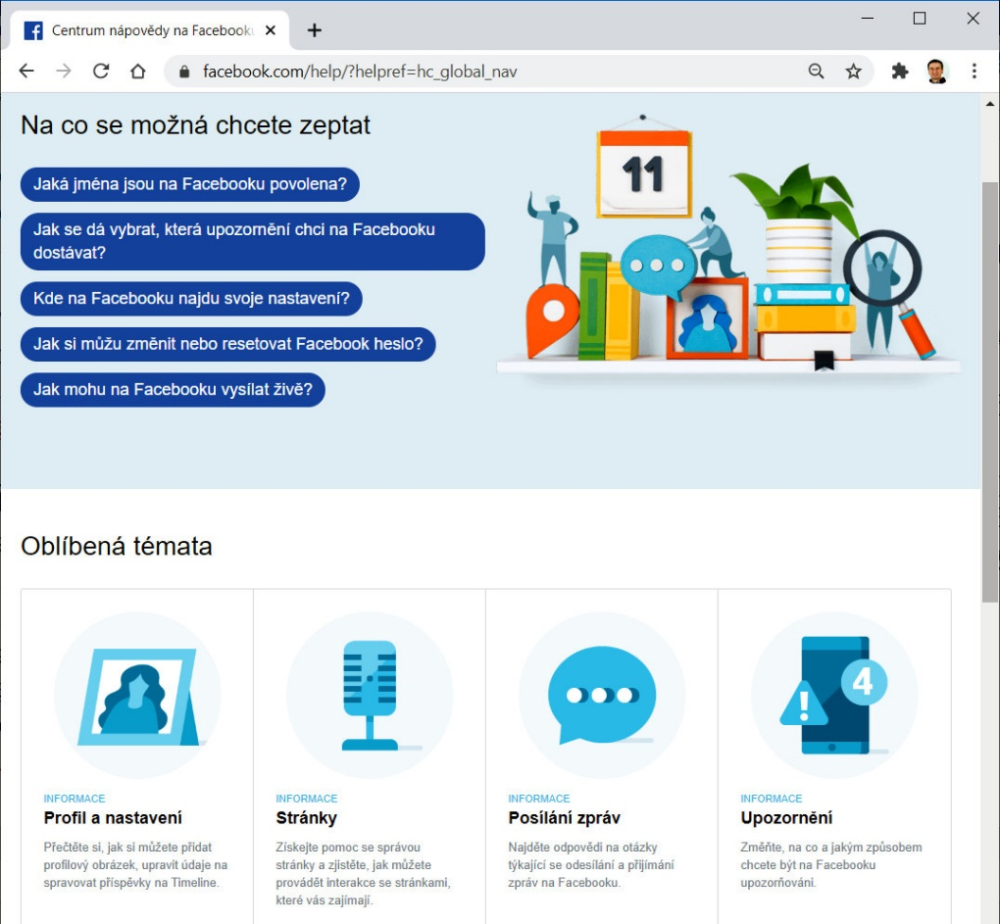 Centrum nápovědy na Facebook
facebook.com/help/?helpref=hc_global_nav
Na co se možná chcete zeptat
Jaká jména jsou na Facebooku povolena?
Jak se dá vybrat, která upozornění chci na Facebooku
dostávat?
Kde na Facebooku najdu svoje nastavení?
Jak si můžu změnit nebo resetovat Facebook heslo?
Jak mohu na Facebooku vysílat živě?
11
Oblíbená témata
4
INFORMACE
Profil a nastavení
Přečtěte si, jak si můžete přidat
profilový obrázek, upravit údaje na
spravovat příspěvky na Timeline.
INFORMACE
Stránky
Získejte pomoc se správou
stránky a zjistěte, jak můžete
provádět interakce se stránkami,
které vás zajímají.
INFORMACE
Posílání zpráv
Najděte odpovědi na otázky
týkající se odesílání a přijímání
zpráv na Facebooku.
INFORMACE
Upozornění
Změňte, na co a jakým způsobem
chcete být na Facebooku
upozorňováni.